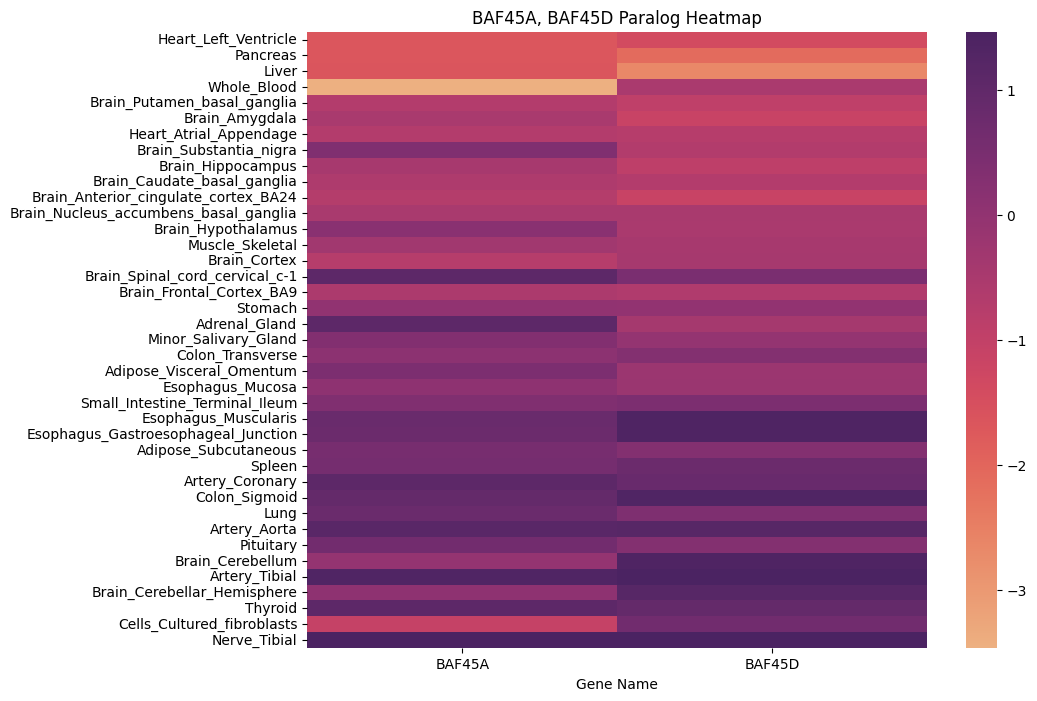 BAF45A, BAF45D Paralog Heatmap
Heart_Left_Ventricle
Pancreas
Liver
Whole_Blood
Brain_Putamen_basal_ganglia
Brain_Amygdala
Heart_Atrial_Appendage
Brain_Substantia_nigra
Brain_Hippocampus
Brain_Caudate_basal_ganglia
Brain_Anterior_cingulate_cortex_BA24
Brain_Nucleus_accumbens_basal_ganglia
Brain_Hypothalamus
Muscle_Skeletal
Brain_Cortex
Brain_Spinal_cord_cervical_c-1
Brain_Frontal_Cortex_BA9
Stomach
Adrenal_Gland
Minor_Salivary_Gland
Colon_Transverse
Adipose_Visceral_Omentum
Esophagus_Mucosa
Small_Intestine_Terminal_Ileum
Esophagus_Muscularis
Esophagus_Gastroesophageal_Junction
Adipose_Subcutaneous
Spleen
Artery_Coronary
Colon_Sigmoid
Lung
Artery_Aorta
Pituitary
Brain_Cerebellum
Artery_Tibial
Brain_Cerebellar_Hemisphere
Thyroid
Cells_Cultured_fibroblasts
Nerve_Tibial
BAF45A BAF45D
Gene Name
1
0
−1
−2
−3